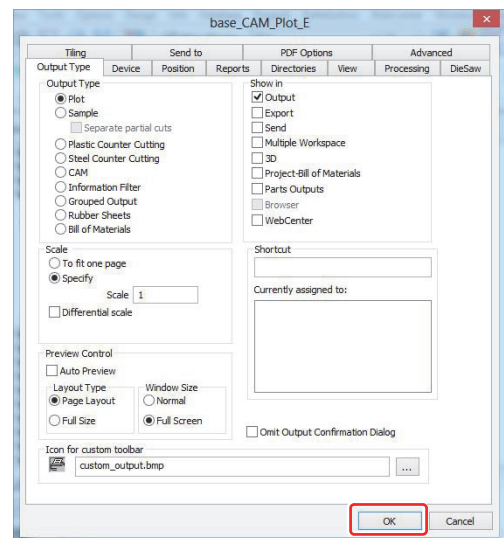 base_CAM_Plot_E
Tiling Send to PDF Options Advanced
Output Type Device Position Reports Directories View Processing DieSaw
Output Type
Plot
Sample
Separate partial cuts
Plastic Counter Cutting
Steel Counter Cutting
CAM
Information Filter
Grouped Output
Rubber Sheets
Bill of Materials
Show in
Output
Export
Send
Multiple Workspace
3D
Project-Bill of Materials
Parts Outputs
Browser
WebCenter
Scale
To fit one page
Specify
Scale 1
Differential scale
Shortcut
Currently assigned to:
Preview Control
Auto Preview
Layout Type
Page Layout
Full Size
Window Size
Normal
Full Screen
Omit Output Confirmation Dialog
Icon for custom toolbar
custom_output.bmp
...
OK Cancel